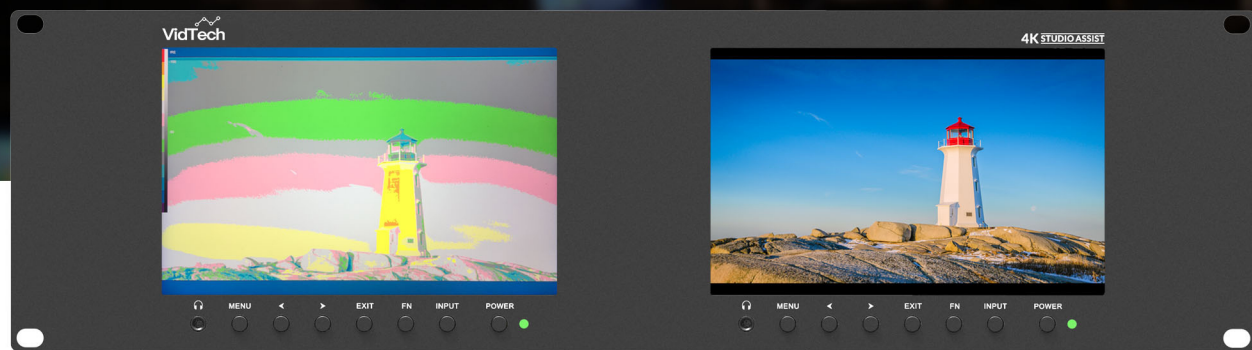 VidTech
4K STUDIO ASSIST
MENU < > EXIT FN INPUT POWER
MENU < > EXIT FN INPUT POWER